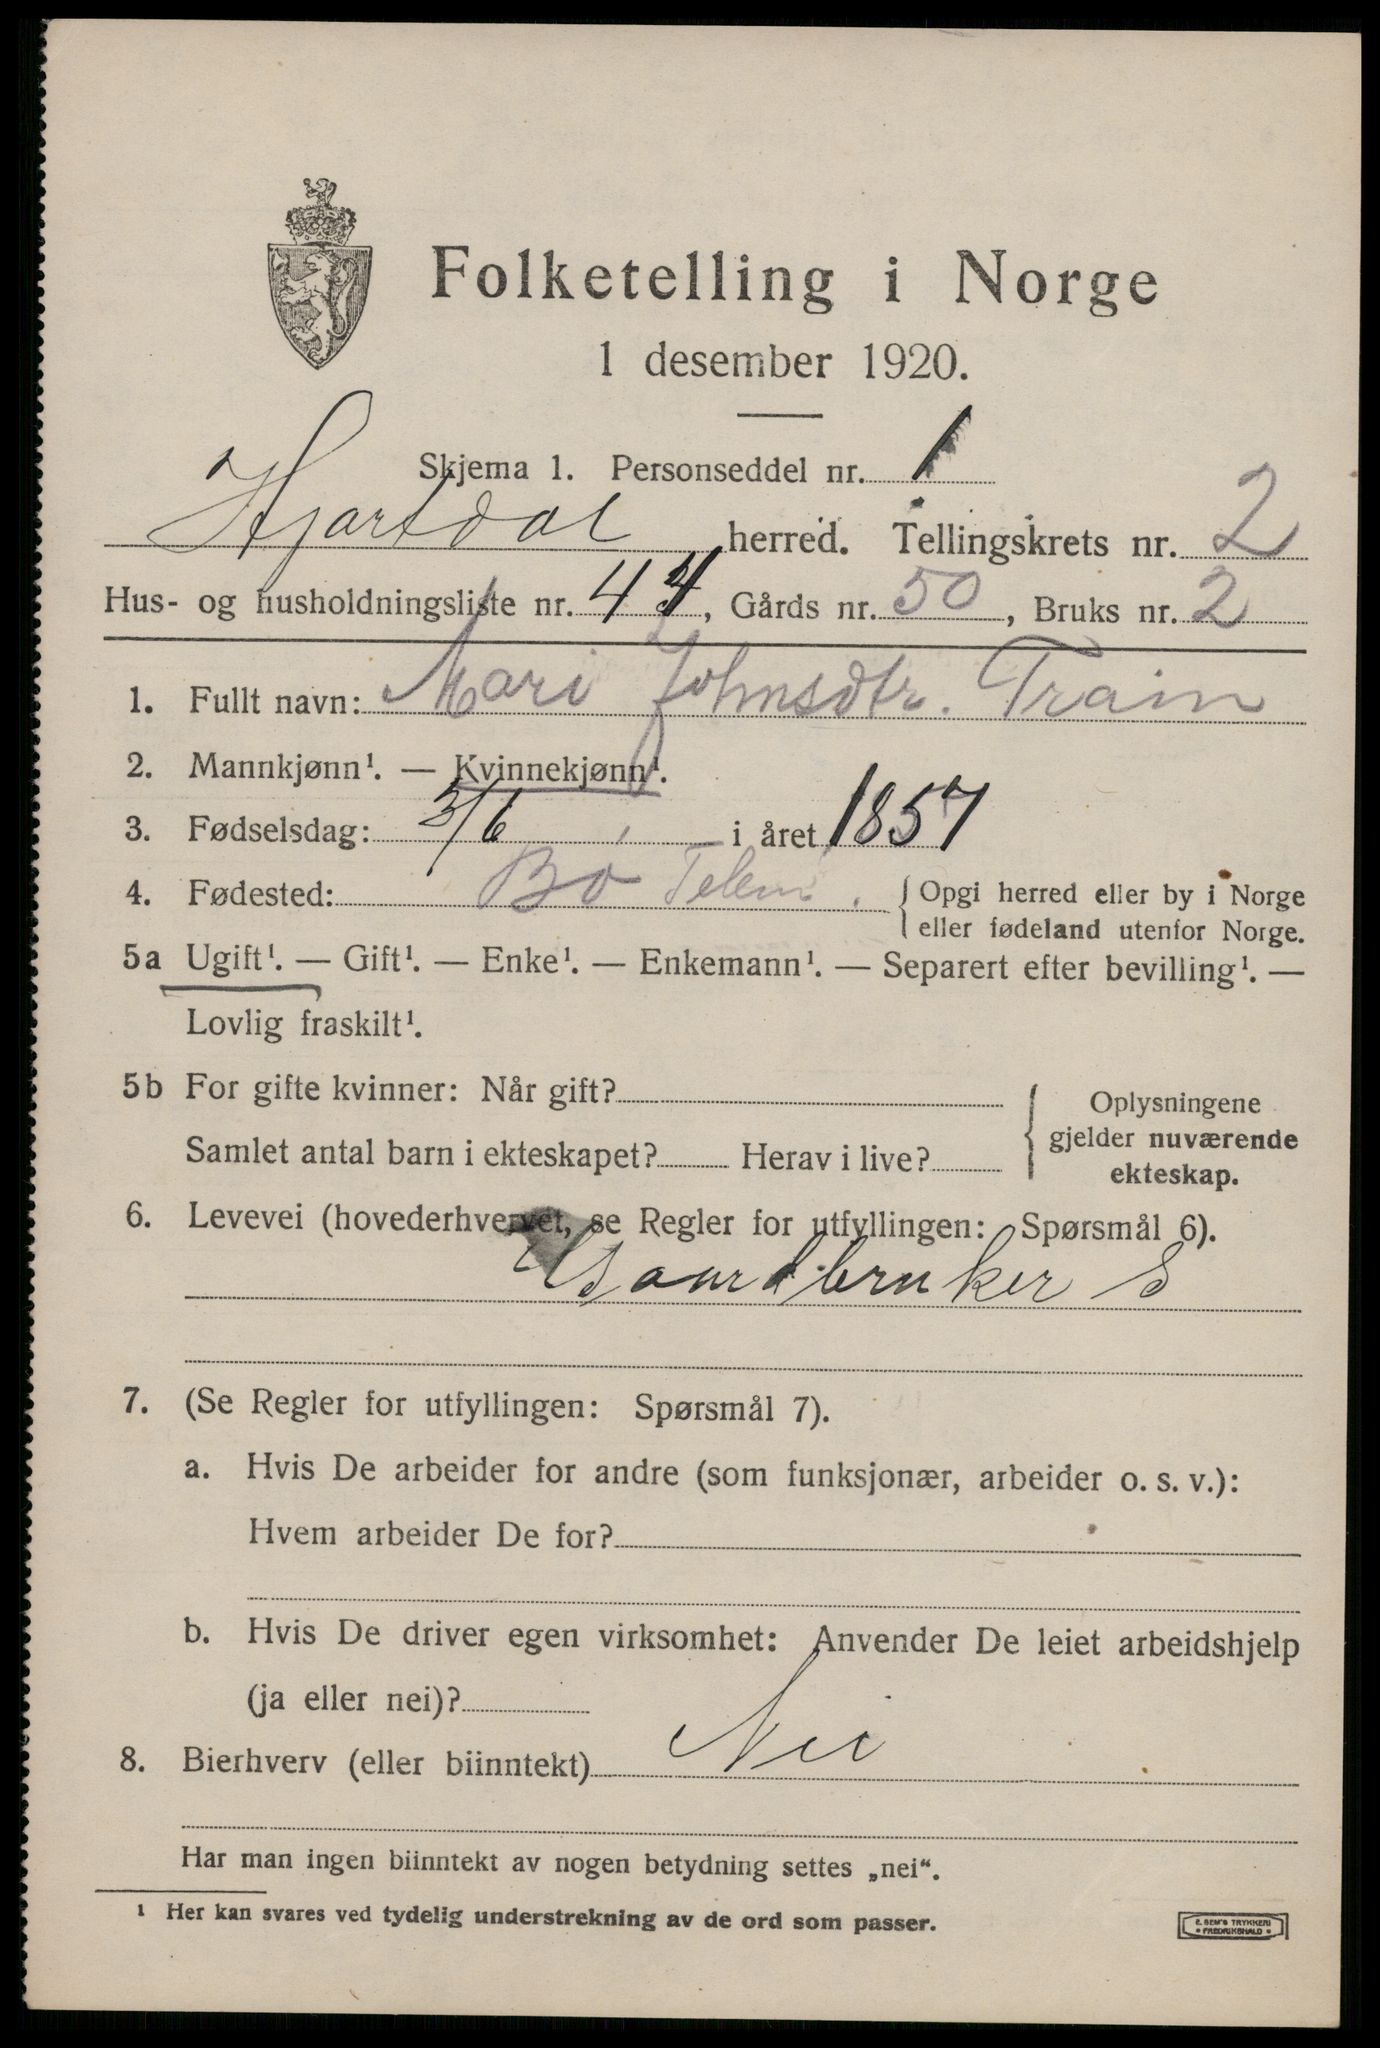 Folketelling i Norge
1 desember 1920.
Skjema 1. Personseddel nr. 1
Hjartdal herred. Tellingskrets nr. 2
Hus- og husholdningsliste nr. 44, Gårds nr. 50, Bruks nr. 2
1. Fullt navn: Mari Johnsdtr. Træin
2. Mannkjønn¹. — Kvinnekjønn¹.
3. Fødselsdag: 3/6 i året 1857
4. Fødested: Bø Telem. { Opgi herred eller by i Norge
eller fødeland utenfor Norge.
5a Ugift¹. — Gift¹. — Enke¹. — Enkemann¹. — Separert efter bevilling¹. —
Lovlig fraskilt¹.
5b For gifte kvinner: Når gift?
Samlet antal barn i ekteskapet? Herav i live?
Oplysningene
gjelder nuværende
ekteskap.
6. Levevei (hovederhvervet, se Regler for utfyllingen: Spørsmål 6).
Gaardbruker S
7. (Se Regler for utfyllingen: Spørsmål 7).
a. Hvis De arbeider for andre (som funksjonær, arbeider o. s. v.):
Hvem arbeider De for?
b. Hvis De driver egen virksomhet: Anvender De leiet arbeidshjelp
(ja eller nei)?
8. Bierhverv (eller biinntekt) Nei
Har man ingen biinntekt av nogen betydning settes „nei“.
¹ Her kan svares ved tydelig understrekning av de ord som passer.
E. SEM'S TRYKKERI
* FREDRIKSHALD *